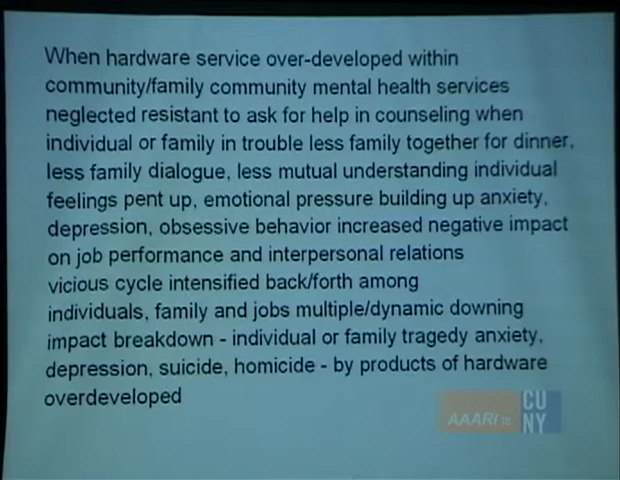 When hardware service over-developed within
community/family community mental health services
neglected resistant to ask for help in counseling when
individual or family in trouble less family together for dinner,
less family dialogue, less mutual understanding individual
feelings pent up, emotional pressure building up anxiety,
depression, obsessive behavior increased negative impact
on job performance and interpersonal relations
vicious cycle intensified back/forth among
individuals, family and jobs multiple/dynamic downing
impact breakdown - individual or family tragedy anxiety,
depression, suicide, homicide - by products of hardware
overdeveloped
AAARI is
CU
NY